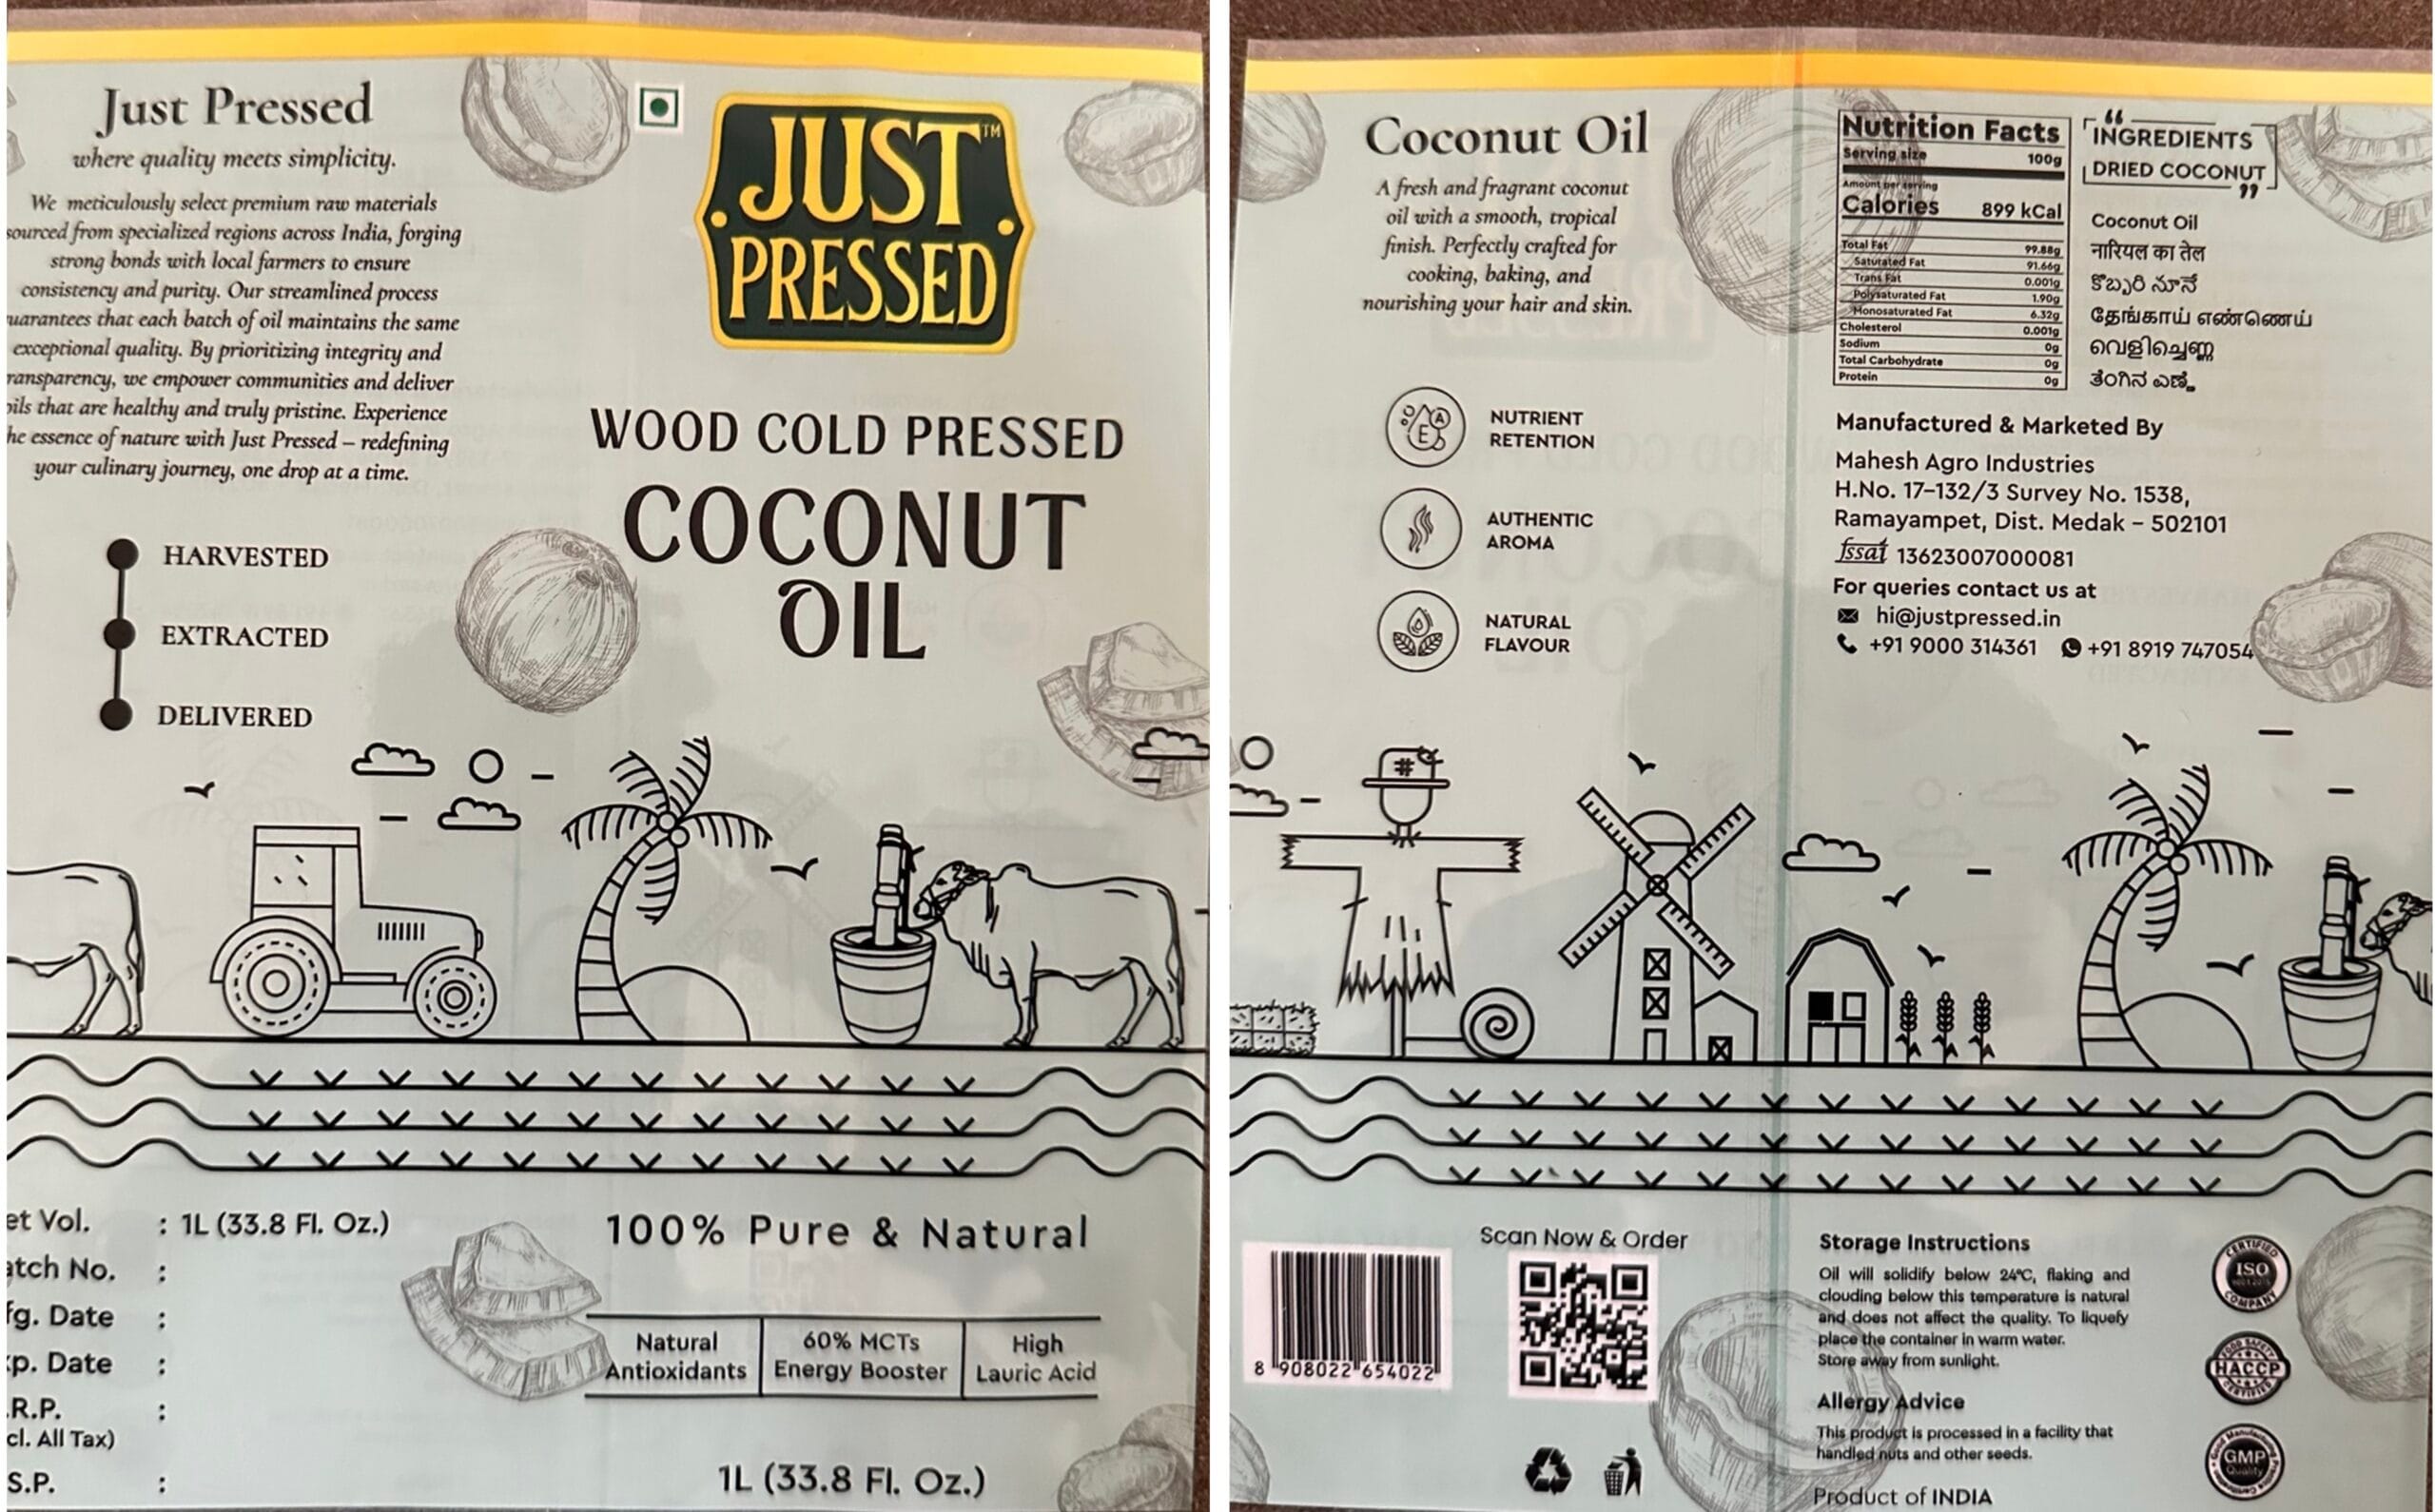 Just Pressed
where quality meets simplicity.
We meticulously select premium raw materials
sourced from specialized regions across India, forging
strong bonds with local farmers to ensure
consistency and purity. Our streamlined process
uarantees that each batch of oil maintains the same
exceptional quality. By prioritizing integrity and
ransparency, we empower communities and deliver
oils that are healthy and truly pristine. Experience
he essence of nature with Just Pressed – redefining
your culinary journey, one drop at a time.
HARVESTED
EXTRACTED
DELIVERED
JUST™
PRESSED
WOOD COLD PRESSED
COCONUT
OIL
et Vol. : 1L (33.8 Fl. Oz.)
atch No. :
fg. Date :
xp. Date :
.R.P. :
cl. All Tax)
S.P. :
100% Pure & Natural
Natural
Antioxidants
60% MCTs
Energy Booster
High
Lauric Acid
1L (33.8 Fl. Oz.)
Coconut Oil
A fresh and fragrant coconut
oil with a smooth, tropical
finish. Perfectly crafted for
cooking, baking, and
nourishing your hair and skin.
A
E
NUTRIENT
RETENTION
AUTHENTIC
AROMA
NATURAL
FLAVOUR
Nutrition Facts
Serving size 100g
Amount per serving
Calories 899 kCal
Total Fat 99.88g
Saturated Fat 91.66g
Trans Fat 0.001g
Polysaturated Fat 1.90g
Monosaturated Fat 6.32g
Cholesterol 0.001g
Sodium 0g
Total Carbohydrate 0g
Protein 0g
“INGREDIENTS
DRIED COCONUT”
Coconut Oil
नारियल का तेल
కొబ్బరి నూనే
தேங்காய் எண்ணெய்
വെളിച്ചെണ്ണ
ತೆಂಗಿನ ಎಣ್ಣೆ
Manufactured & Marketed By
Mahesh Agro Industries
H.No. 17-132/3 Survey No. 1538,
Ramayampet, Dist. Medak – 502101
fssai 13623007000081
For queries contact us at
hi@justpressed.in
+91 9000 314361 +91 8919 747054
#
8 908022 654022
Scan Now & Order
Storage Instructions
Oil will solidify below 24°C, flaking and
clouding below this temperature is natural
and does not affect the quality. To liquefy
place the container in warm water.
Store away from sunlight.
Allergy Advice
This product is processed in a facility that
handled nuts and other seeds.
Product of INDIA
CERTIFIED
ISO
COMPANY
FOOD SAFETY
HACCP
CERTIFIED
Good Manufacturing
GMP
Quality